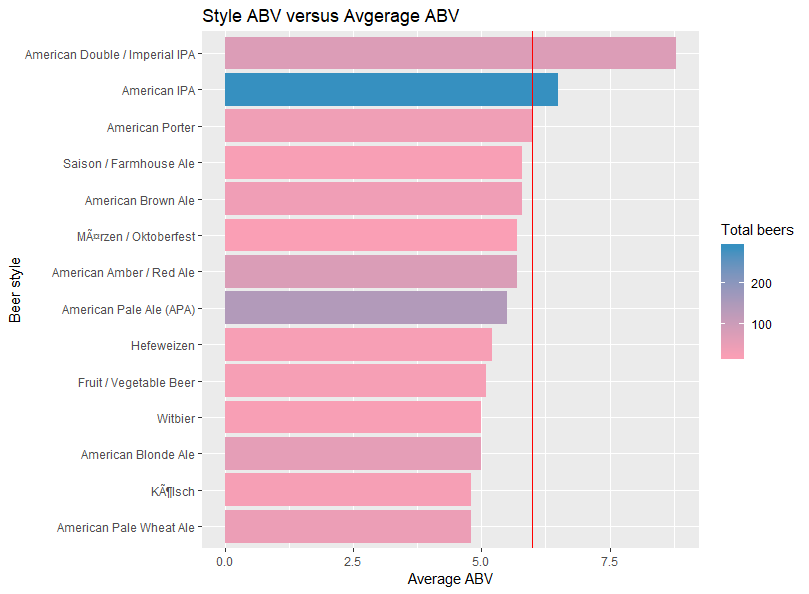 Style ABV versus Avgerage ABV
American Double / Imperial IPA
American IPA
American Porter
Saison / Farmhouse Ale
American Brown Ale
MÃ¤rzen / Oktoberfest
American Amber / Red Ale
American Pale Ale (APA)
Hefeweizen
Fruit / Vegetable Beer
Witbier
American Blonde Ale
KÃ¶lsch
American Pale Wheat Ale
Beer style
0.0
2.5
5.0
7.5
Average ABV
Total beers
200
100